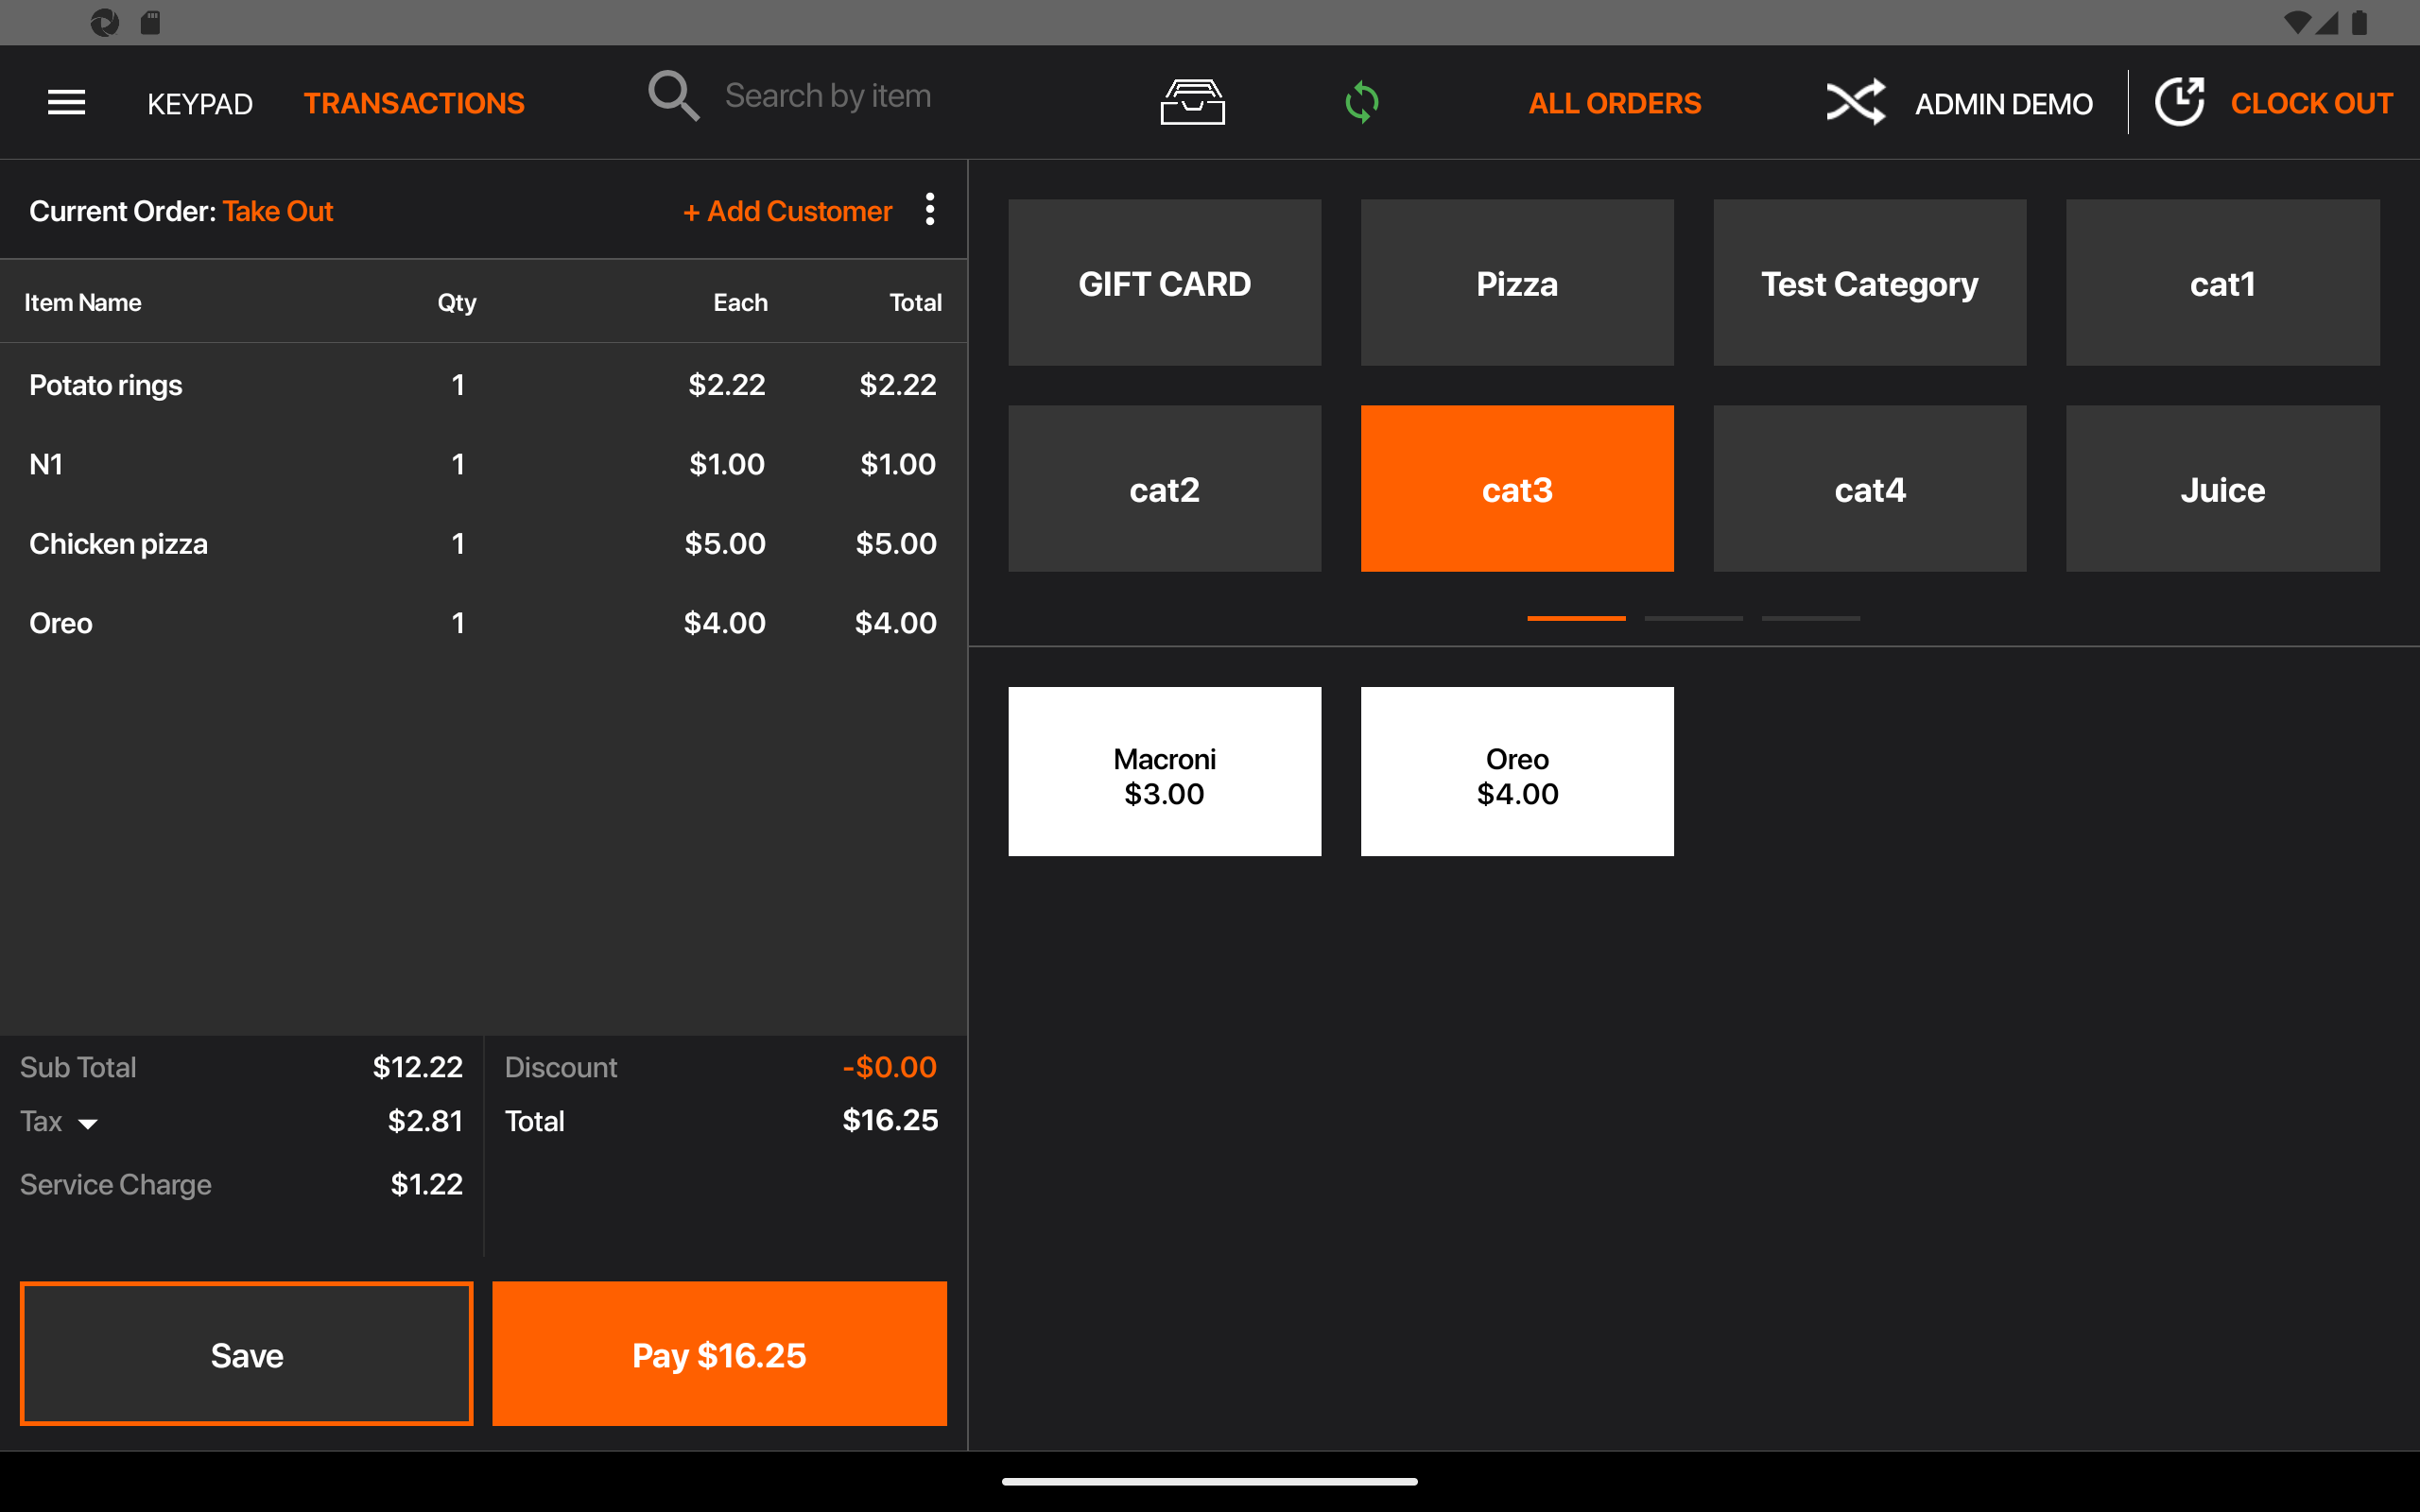 KEYPAD TRANSACTIONS Search by item ALL ORDERS ADMIN DEMO CLOCK OUT
Current Order: Take Out + Add Customer
Item Name Qty Each Total
Potato rings 1 $2.22 $2.22
N1 1 $1.00 $1.00
Chicken pizza 1 $5.00 $5.00
Oreo 1 $4.00 $4.00
Sub Total $12.22 Discount -$0.00
Tax $2.81 Total $16.25
Service Charge $1.22
Save Pay $16.25
GIFT CARD Pizza Test Category cat1
cat2 cat3 cat4 Juice
Macroni Oreo
$3.00 $4.00